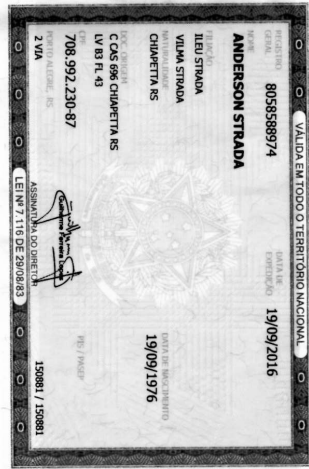 VÁLIDA EM TODO O TERRITÓRIO NACIONAL
REGISTRO GERAL 8058588974 DATA DE EXPEDIÇÃO 19/09/2016
NOME
ANDERSON STRADA
FILIAÇÃO
ILEU STRADA
VILMA STRADA
NATURALIDADE DATA DE NASCIMENTO
CHIAPETTA RS 19/09/1976
DOC ORIGEM
C CAS 696 CHIAPETTA RS
LV B3 FL 43
CPF PIS / PASEP
708.992.230-87
PORTO ALEGRE, RS
2 VIA 150881 / 150881
Guilherme Ferreira Lopes
ASSINATURA DO DIRETOR
LEI Nº 7.116 DE 29/08/83